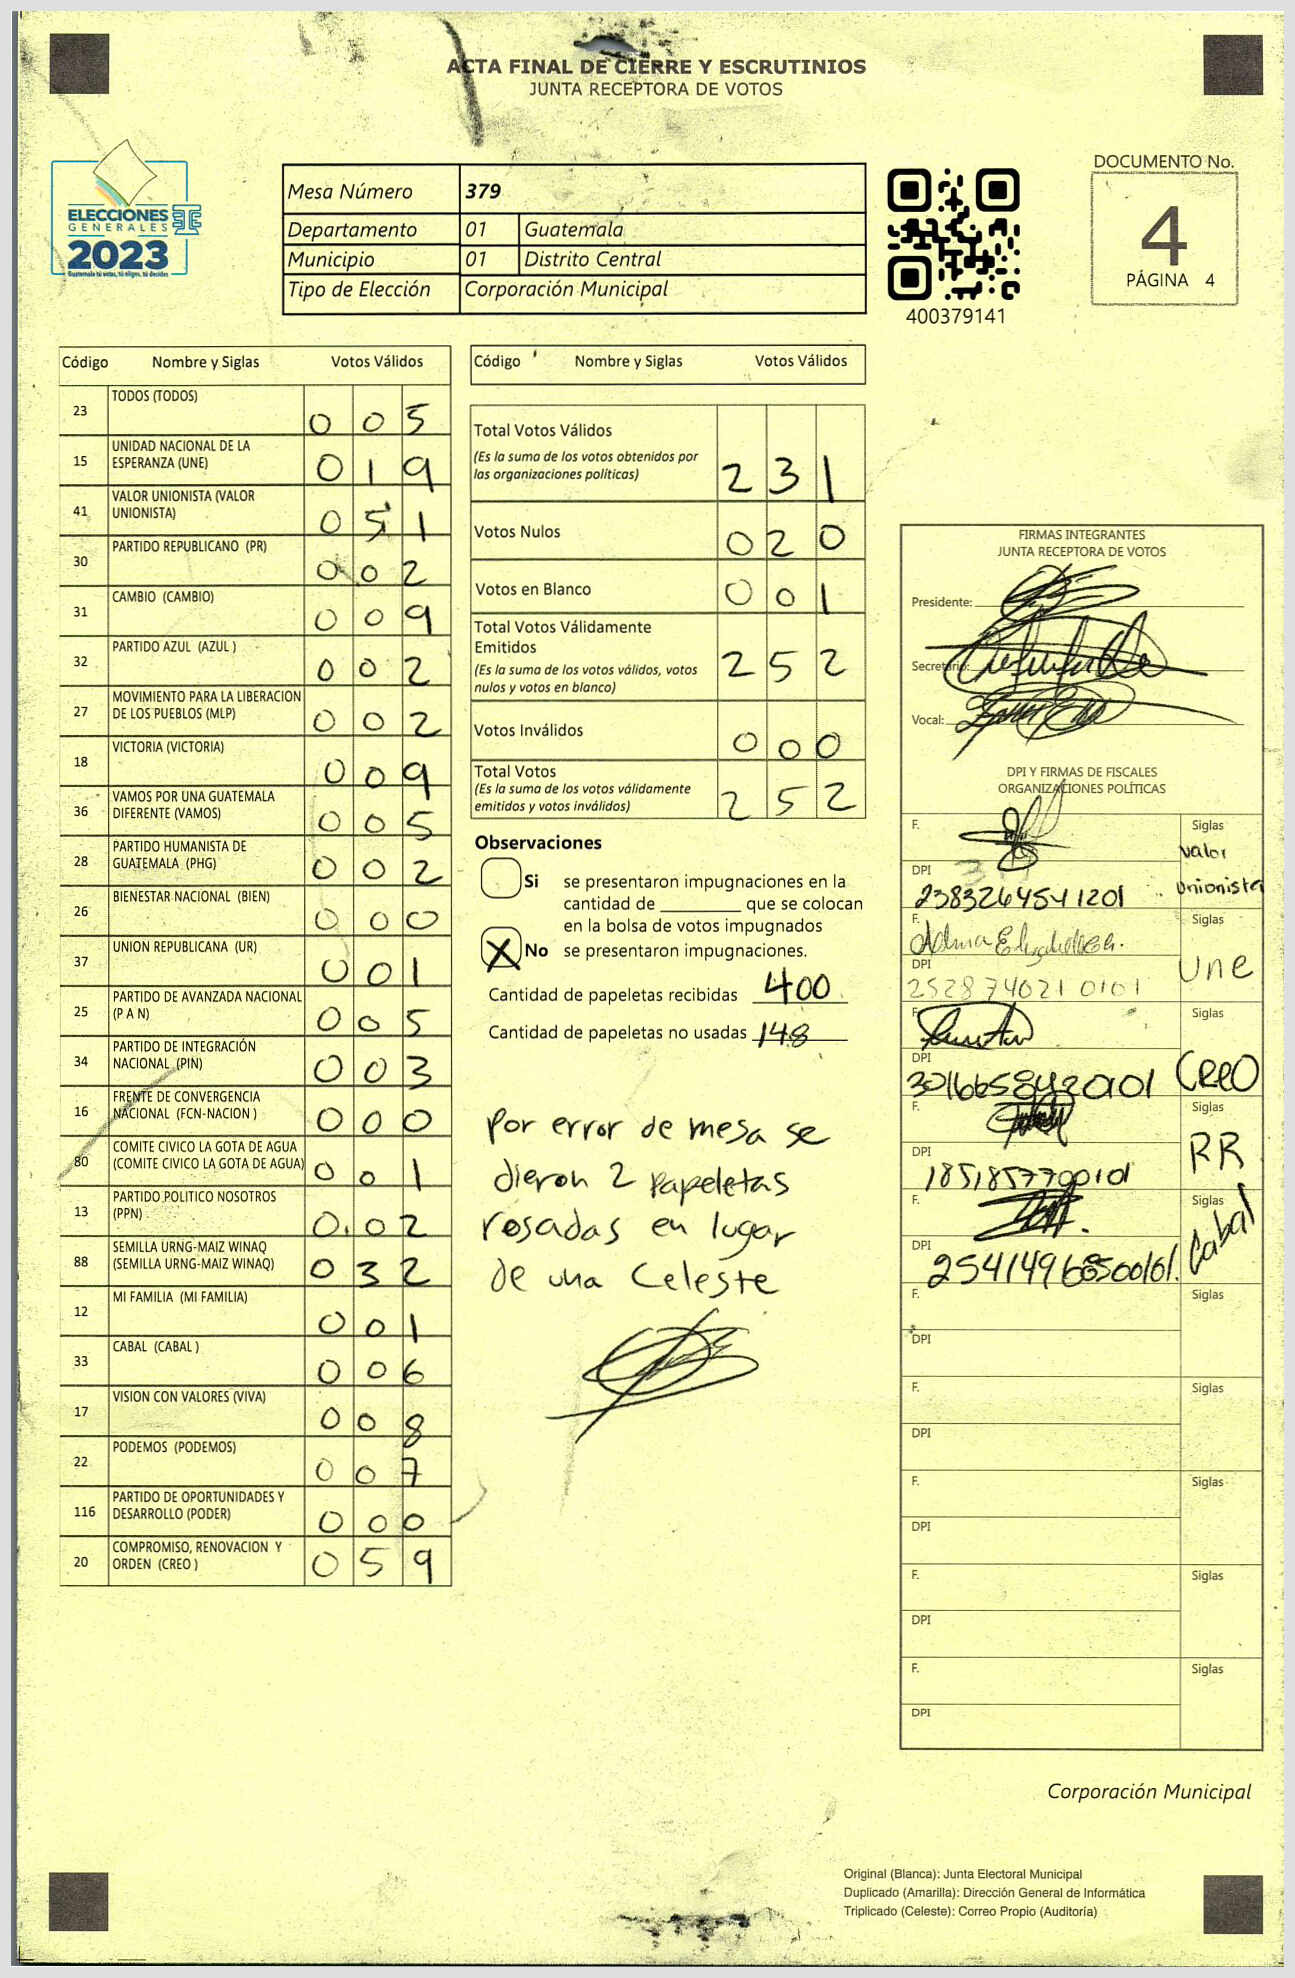 ACTA FINAL DE CIERRE Y ESCRUTINIOS
JUNTA RECEPTORA DE VOTOS
ELECCIONES
GENERALES
2023
Guatemala tú votas, tú eliges, tú decides
Mesa Número 379
Departamento 01 Guatemala
Municipio 01 Distrito Central
Tipo de Elección Corporación Municipal
400379141
DOCUMENTO No.
4
PÁGINA 4
Código Nombre y Siglas Votos Válidos
23 TODOS (TODOS) 0 0 5
15 UNIDAD NACIONAL DE LA
ESPERANZA (UNE) 0 1 9
41 VALOR UNIONISTA (VALOR
UNIONISTA) 0 5 1
30 PARTIDO REPUBLICANO (PR) 0 0 2
31 CAMBIO (CAMBIO) 0 0 9
32 PARTIDO AZUL (AZUL ) 0 0 2
27 MOVIMIENTO PARA LA LIBERACION
DE LOS PUEBLOS (MLP) 0 0 2
18 VICTORIA (VICTORIA) 0 0 9
36 VAMOS POR UNA GUATEMALA
DIFERENTE (VAMOS) 0 0 5
28 PARTIDO HUMANISTA DE
GUATEMALA (PHG) 0 0 2
26 BIENESTAR NACIONAL (BIEN) 0 0 0
37 UNION REPUBLICANA (UR) 0 0 1
25 PARTIDO DE AVANZADA NACIONAL
(P A N) 0 0 5
34 PARTIDO DE INTEGRACIÓN
NACIONAL (PIN) 0 0 3
16 FRENTE DE CONVERGENCIA
NACIONAL (FCN-NACION ) 0 0 0
80 COMITE CIVICO LA GOTA DE AGUA
(COMITE CIVICO LA GOTA DE AGUA) 0 0 1
13 PARTIDO POLITICO NOSOTROS
(PPN) 0 0 2
88 SEMILLA URNG-MAIZ WINAQ
(SEMILLA URNG-MAIZ WINAQ) 0 3 2
12 MI FAMILIA (MI FAMILIA) 0 0 1
33 CABAL (CABAL ) 0 0 6
17 VISION CON VALORES (VIVA) 0 0 8
22 PODEMOS (PODEMOS) 0 0 7
116 PARTIDO DE OPORTUNIDADES Y
DESARROLLO (PODER) 0 0 0
20 COMPROMISO, RENOVACION Y
ORDEN (CREO ) 0 5 9
Código Nombre y Siglas Votos Válidos
Total Votos Válidos
(Es la suma de los votos obtenidos por
las organizaciones políticas) 2 3 1
Votos Nulos 0 2 0
Votos en Blanco 0 0 1
Total Votos Válidamente
Emitidos
(Es la suma de los votos válidos, votos
nulos y votos en blanco) 2 5 2
Votos Inválidos 0 0 0
Total Votos
(Es la suma de los votos válidamente
emitidos y votos inválidos) 2 5 2
Observaciones
Si se presentaron impugnaciones en la
cantidad de ________ que se colocan
en la bolsa de votos impugnados
X No se presentaron impugnaciones.
Cantidad de papeletas recibidas 400
Cantidad de papeletas no usadas 148
Por error de mesa se
dieron 2 papeletas
rosadas en lugar
de una Celeste
FIRMAS INTEGRANTES
JUNTA RECEPTORA DE VOTOS
Presidente:
Secretario:
Vocal:
DPI Y FIRMAS DE FISCALES
ORGANIZACIONES POLÍTICAS
F. Siglas
Valor
DPI
2383264541201 Unionista
F. Siglas
DPI Une
2528740210101
F. Siglas
DPI
3016658420101 Creo
F. Siglas
RR
DPI
1851857700101
F. Siglas
Cabal
DPI
F. Siglas
DPI
F. Siglas
DPI
F. Siglas
DPI
F. Siglas
DPI
F. Siglas
DPI
Corporación Municipal
Original (Blanca): Junta Electoral Municipal
Duplicado (Amarilla): Dirección General de Informática
Triplicado (Celeste): Correo Propio (Auditoría)